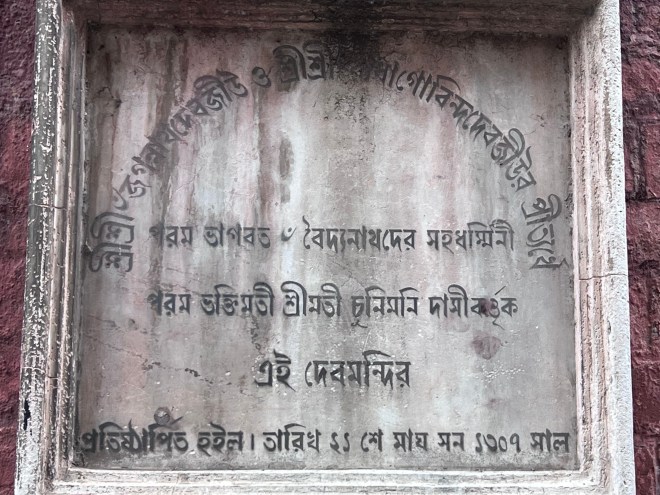 শ্রীশ্রী৺জগন্নাথদেবজীউ ও শ্রীশ্রী গোবিন্দদেবজীউর প্রীত্যর্থে
পরম ভাগবত ৺ বৈদ্যনাথদের সহধর্ম্মিনী
পরম ভক্তিমতী শ্রীমতী চুনিমনি দাসীকর্ত্তৃক
এই দেবমন্দির
প্রতিষ্ঠাপিত হইল। তারিখ ২১ শে মাঘ সন ১৩০৭ সাল